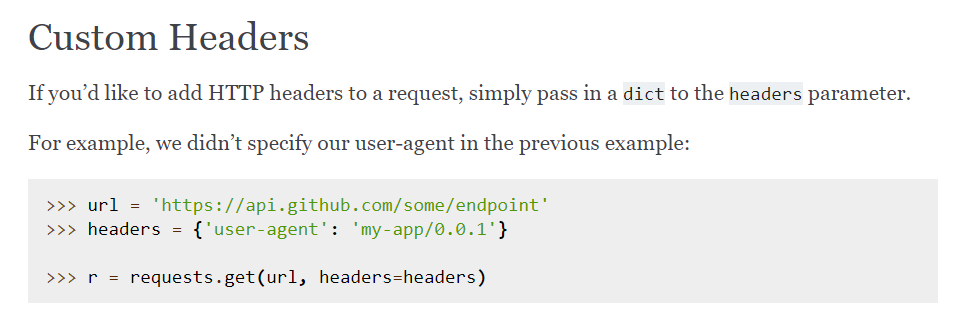 Custom Headers
If you’d like to add HTTP headers to a request, simply pass in a dict to the headers parameter.
For example, we didn’t specify our user-agent in the previous example:
>>> url = 'https://api.github.com/some/endpoint'
>>> headers = {'user-agent': 'my-app/0.0.1'}
>>> r = requests.get(url, headers=headers)